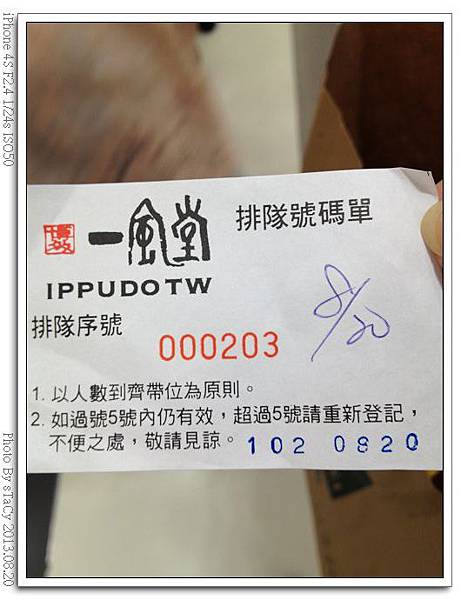 iPhone 4S F2.4 1/24s ISO50
博多 一風堂 排隊號碼單
IPPUDO TW
排隊序號 000203
8/20
1. 以人數到齊帶位為原則。
2. 如過號5號內仍有效，超過5號請重新登記，
不便之處，敬請見諒。 102 0820
Photo By sTaCy 2013.08.20